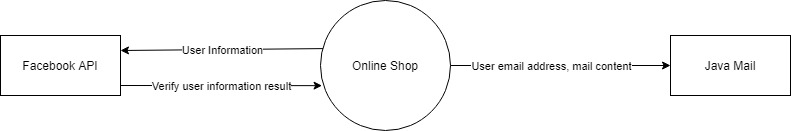 User Information
Facebook API
Online Shop
User email address, mail content
Java Mail
Verify user information result